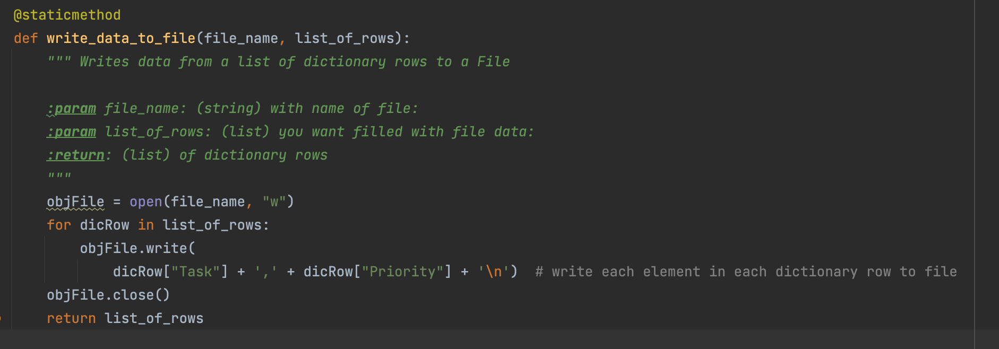 @staticmethod
def write_data_to_file(file_name, list_of_rows):
    """ Writes data from a list of dictionary rows to a File

    :param file_name: (string) with name of file:
    :param list_of_rows: (list) you want filled with file data:
    :return: (list) of dictionary rows
    """
    objFile = open(file_name, "w")
    for dicRow in list_of_rows:
        objFile.write(
            dicRow["Task"] + ',' + dicRow["Priority"] + '\n')  # write each element in each dictionary row to file
    objFile.close()
    return list_of_rows